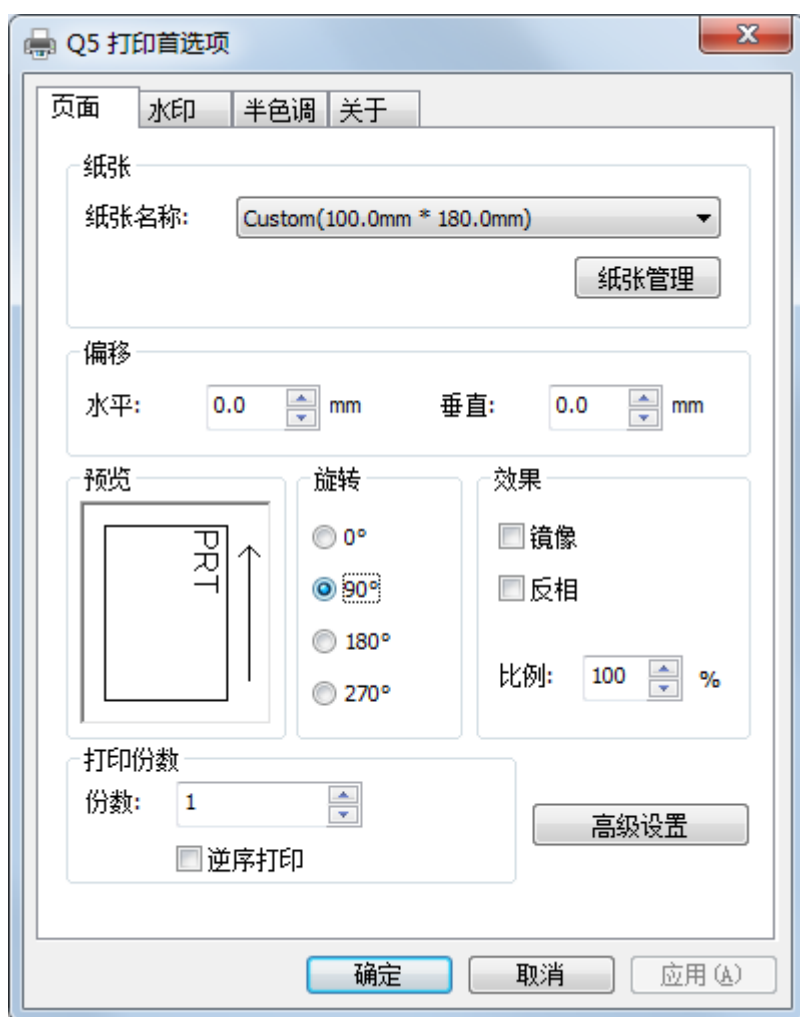 Q5 打印首选项
页面 水印 半色调 关于
纸张
纸张名称: Custom(100.0mm * 180.0mm)
纸张管理
偏移
水平: 0.0 mm 垂直: 0.0 mm
预览 旋转 效果
PRT
0° 镜像
90° 反相
180°
比例: 100 %
270°
打印份数
份数: 1
高级设置
逆序打印
确定 取消 应用(A)